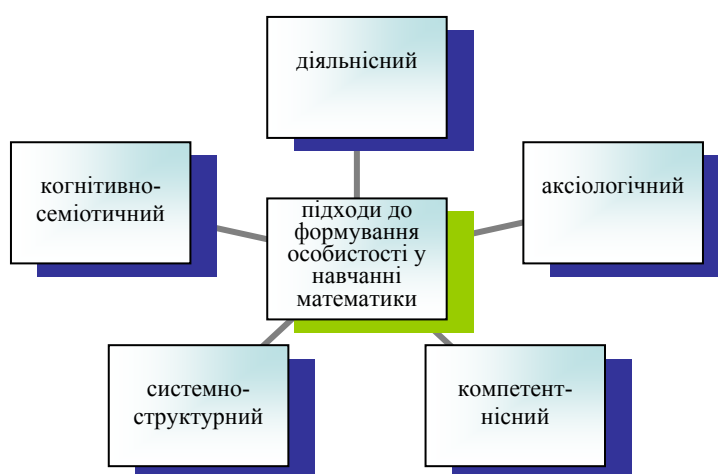 діяльнісний
когнітивно-
семіотичний
аксіологічний
підходи до
формування
особистості у
навчанні
математики
системно-
структурний
компетент-
нісний